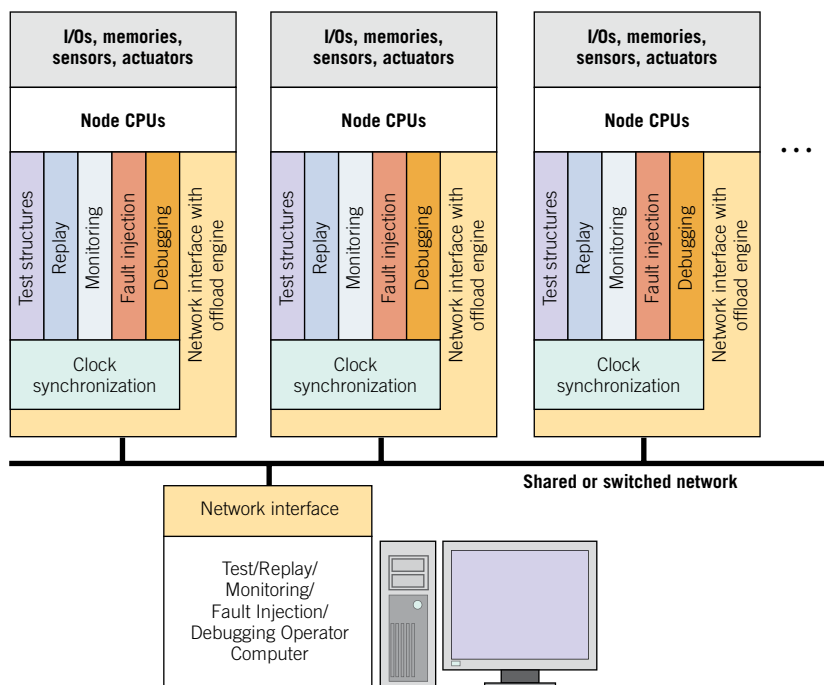 I/Os, memories,
sensors, actuators
Node CPUs
Test structures
Replay
Monitoring
Fault injection
Debugging
Network interface with
offload engine
Clock
synchronization
I/Os, memories,
sensors, actuators
Node CPUs
Test structures
Replay
Monitoring
Fault injection
Debugging
Network interface with
offload engine
Clock
synchronization
I/Os, memories,
sensors, actuators
Node CPUs
Test structures
Replay
Monitoring
Fault injection
Debugging
Network interface with
offload engine
Clock
synchronization
...
Shared or switched network
Network interface
Test/Replay/
Monitoring/
Fault Injection/
Debugging Operator
Computer